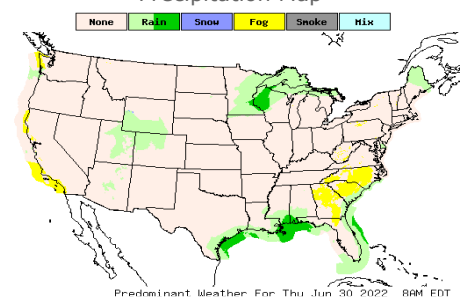 Precipitation Map
None Rain Snow Fog Smoke Mix
Predominant Weather For Thu Jun 30 2022 8AM EDT